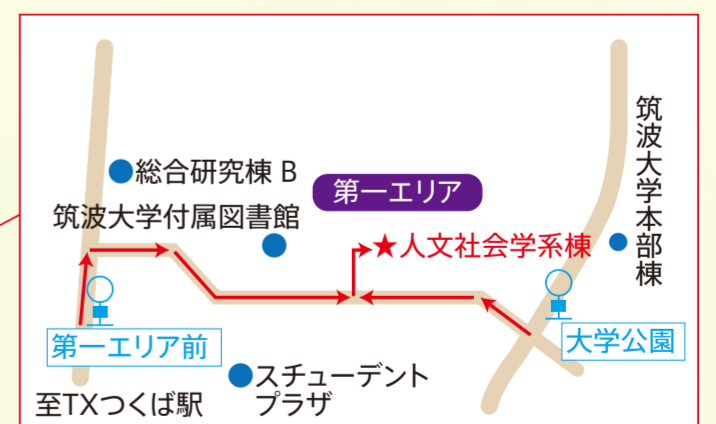 総合研究棟 B
第一エリア
筑波大学付属図書館
★人文社会学系棟
筑波大学本部棟
第一エリア前
大学公園
スチューデント
プラザ
至TXつくば駅